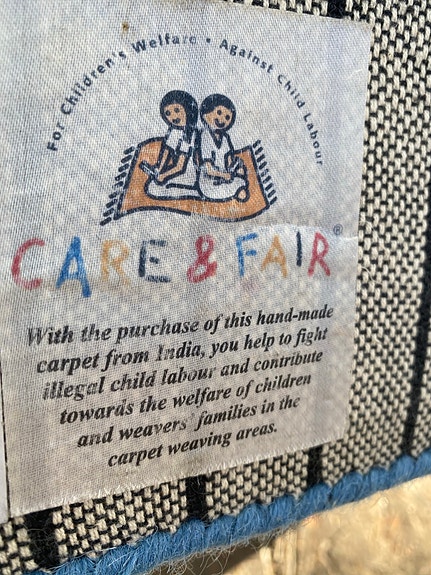 For Children's Welfare • Against Child Labour
CARE & FAIR®
With the purchase of this hand-made
carpet from India, you help to fight
illegal child labour and contribute
towards the welfare of children
and weavers' families in the
carpet weaving areas.